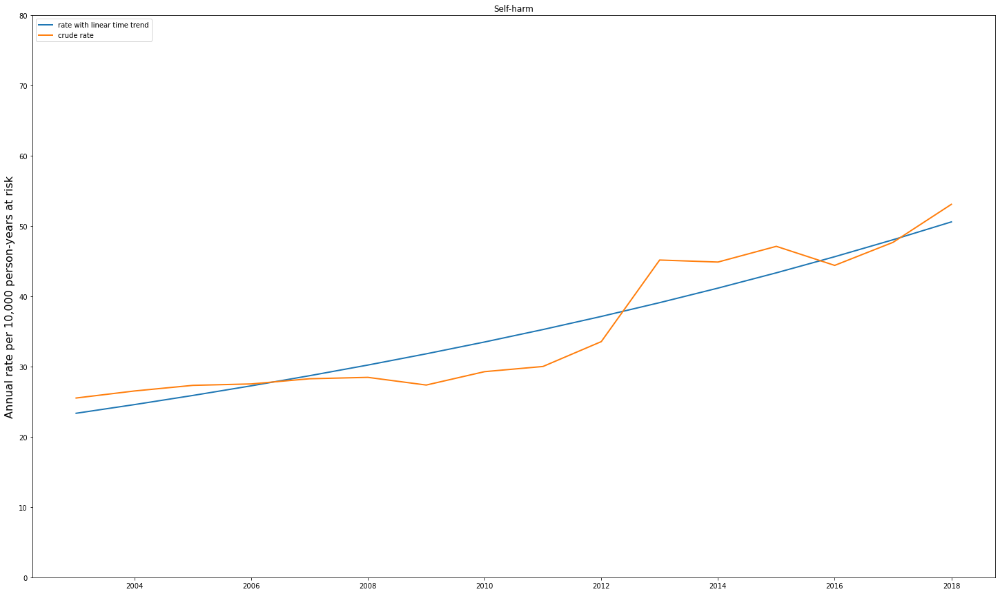 Self-harm
rate with linear time trend
crude rate
Annual rate per 10,000 person-years at risk
80
70
60
50
40
30
20
10
0
2004 2006 2008 2010 2012 2014 2016 2018